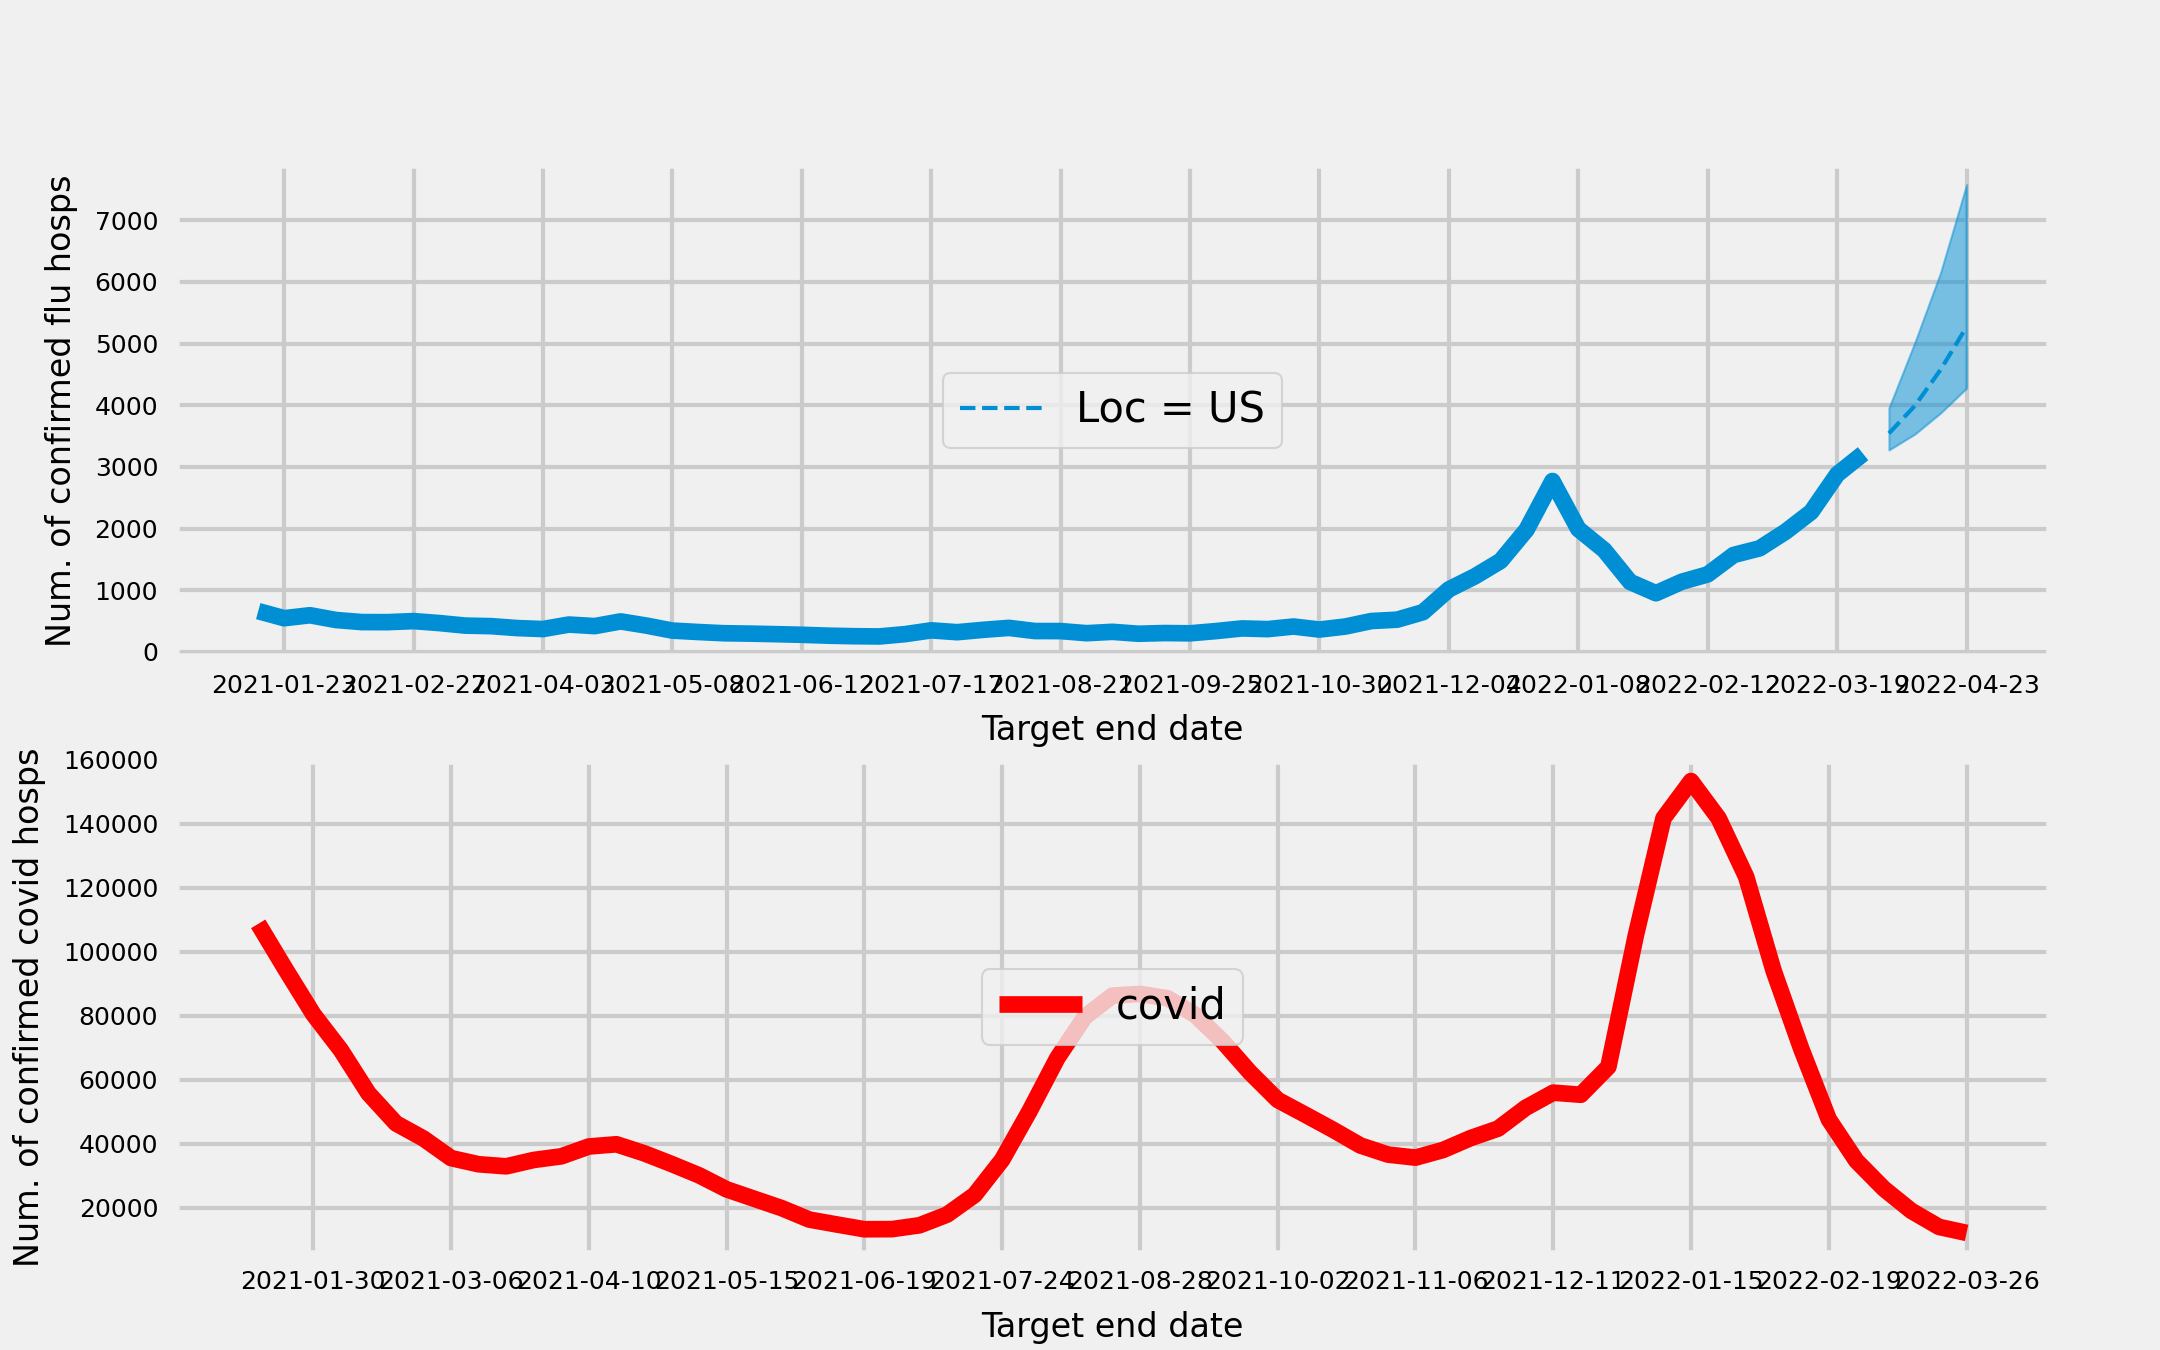 Num. of confirmed flu hosps
7000
6000
5000
4000
3000
2000
1000
0
Loc = US
2021-01-23 2021-02-27 2021-04-03 2021-05-08 2021-06-12 2021-07-17 2021-08-21 2021-09-25 2021-10-30 2021-12-04 2022-01-08 2022-02-12 2022-03-19 2022-04-23
Target end date
Num. of confirmed covid hosps
160000
140000
120000
100000
80000
60000
40000
20000
covid
2021-01-30 2021-03-06 2021-04-10 2021-05-15 2021-06-19 2021-07-24 2021-08-28 2021-10-02 2021-11-06 2021-12-11 2022-01-15 2022-02-19 2022-03-26
Target end date